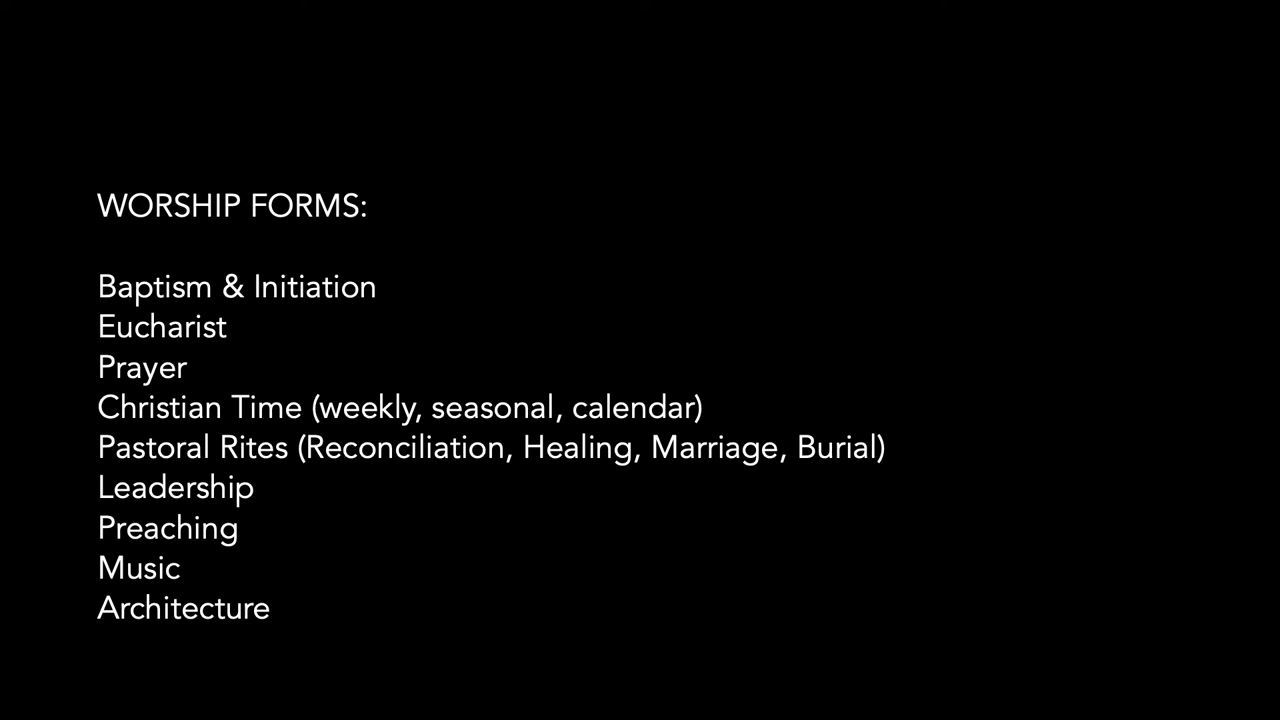 WORSHIP FORMS:
Baptism & Initiation
Eucharist
Prayer
Christian Time (weekly, seasonal, calendar)
Pastoral Rites (Reconciliation, Healing, Marriage, Burial)
Leadership
Preaching
Music
Architecture